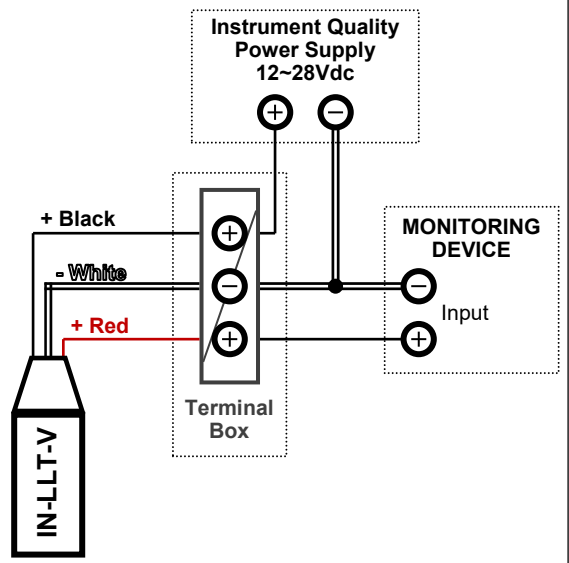 Instrument Quality
Power Supply
12~28Vdc
+ −
+ Black
- White
+ Red
+
−
+
MONITORING
DEVICE
−
+
Input
Terminal
Box
IN-LLT-V